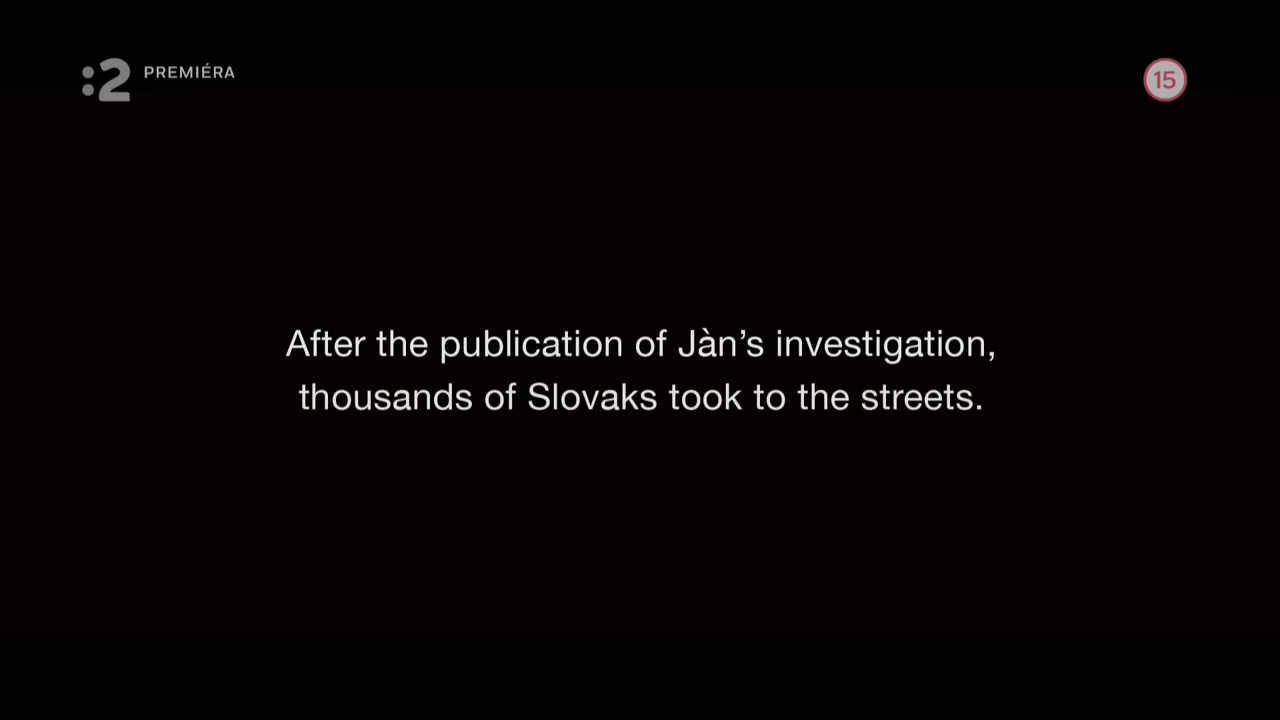 :2 PREMIÉRA
15
After the publication of Jàn’s investigation,
thousands of Slovaks took to the streets.